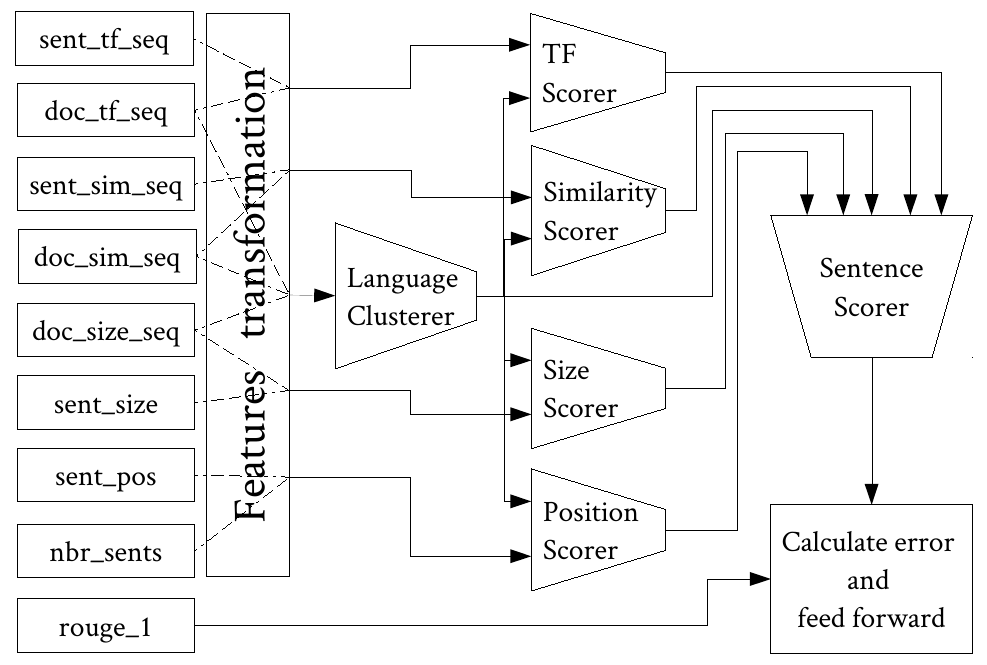 sent_tf_seq
doc_tf_seq
sent_sim_seq
doc_sim_seq
doc_size_seq
sent_size
sent_pos
nbr_sents
rouge_1
Features transformation
Language
Clusterer
TF
Scorer
Similarity
Scorer
Size
Scorer
Position
Scorer
Sentence
Scorer
Calculate error
and
feed forward